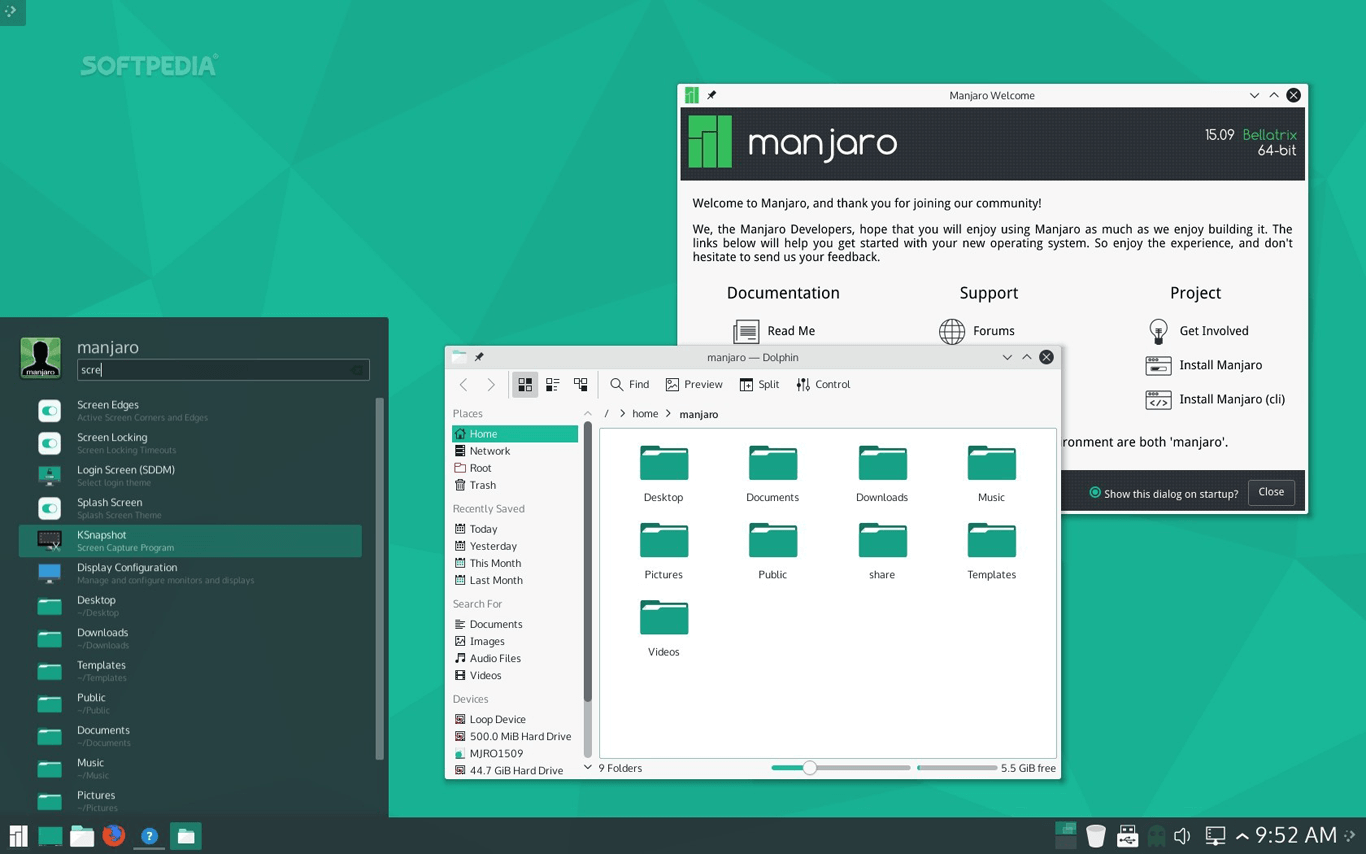 SOFTPEDIA®
Manjaro Welcome
manjaro
15.09 Bellatrix
64-bit
Welcome to Manjaro, and thank you for joining our community!
We, the Manjaro Developers, hope that you will enjoy using Manjaro as much as we enjoy building it. The
links below will help you get started with your new operating system. So enjoy the experience, and don't
hesitate to send us your feedback.
Documentation
Support
Project
Read Me
Forums
Get Involved
Install Manjaro
Install Manjaro (cli)
ronment are both 'manjaro'.
Show this dialog on startup?
Close
manjaro
manjaro
scre
Screen Edges
Active Screen Corners and Edges
Screen Locking
Screen Locking Timeouts
Login Screen (SDDM)
Select login theme
Splash Screen
Splash Screen Theme
KSnapshot
Screen Capture Program
Display Configuration
Manage and configure monitors and displays
Desktop
~/Desktop
Downloads
~/Downloads
Templates
~/Templates
Public
~/Public
Documents
~/Documents
Music
~/Music
Pictures
~/Pictures
manjaro — Dolphin
Find
Preview
Split
Control
Places
/ > home > manjaro
Home
Network
Root
Trash
Recently Saved
Today
Yesterday
This Month
Last Month
Search For
Documents
Images
Audio Files
Videos
Devices
Loop Device
500.0 MiB Hard Drive
MJRO1509
44.7 GiB Hard Drive
Desktop
Documents
Downloads
Music
Pictures
Public
share
Templates
Videos
9 Folders
5.5 GiB free
9:52 AM